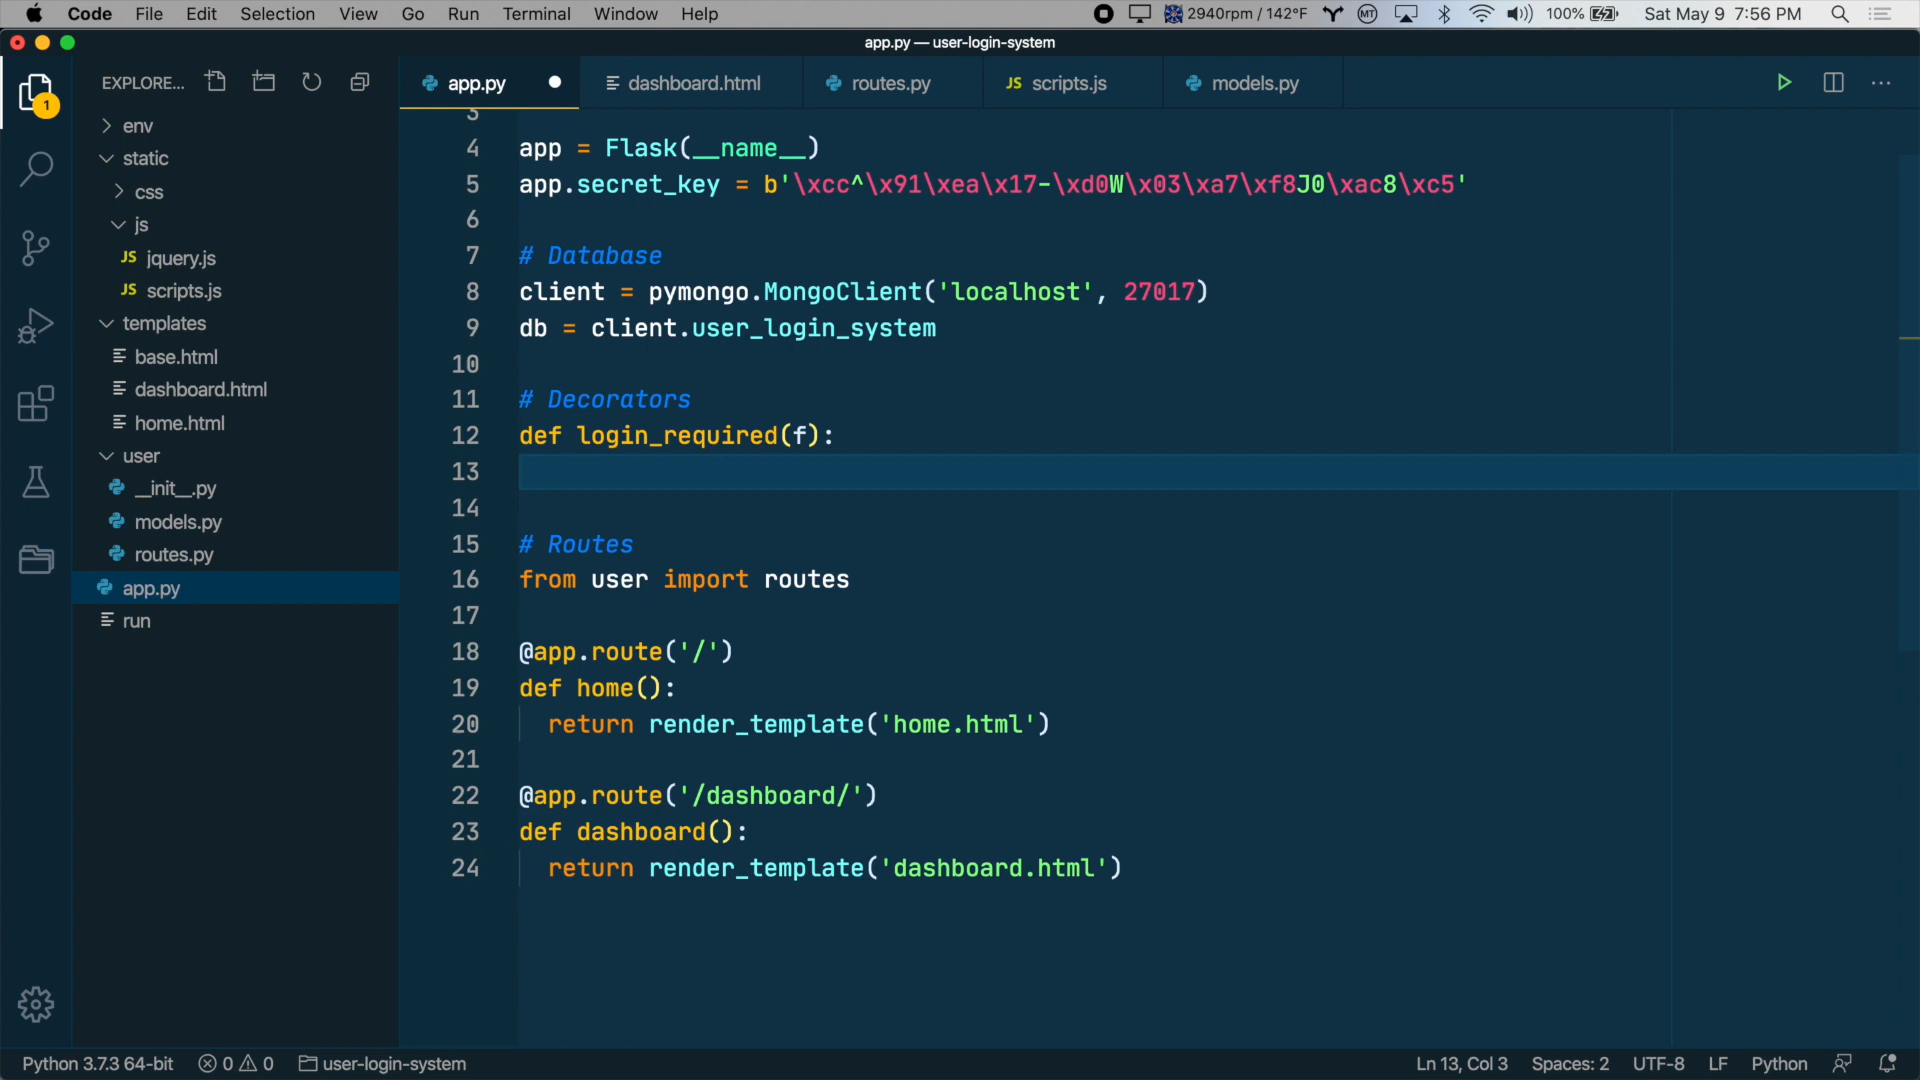 Code File Edit Selection View Go Run Terminal Window Help 2940rpm / 142°F MT 100% Sat May 9 7:56 PM
app.py — user-login-system
EXPLORE... app.py dashboard.html routes.py JS scripts.js models.py
1
env
static
css
js
JS jquery.js
JS scripts.js
templates
base.html
dashboard.html
home.html
user
__init__.py
models.py
routes.py
app.py
run
3
4 app = Flask(__name__)
5 app.secret_key = b'\xcc^\x91\xea\x17-\xd0W\x03\xa7\xf8J0\xac8\xc5'
6
7 # Database
8 client = pymongo.MongoClient('localhost', 27017)
9 db = client.user_login_system
10
11 # Decorators
12 def login_required(f):
13
14
15 # Routes
16 from user import routes
17
18 @app.route('/')
19 def home():
20 return render_template('home.html')
21
22 @app.route('/dashboard/')
23 def dashboard():
24 return render_template('dashboard.html')
Python 3.7.3 64-bit 0 0 user-login-system Ln 13, Col 3 Spaces: 2 UTF-8 LF Python